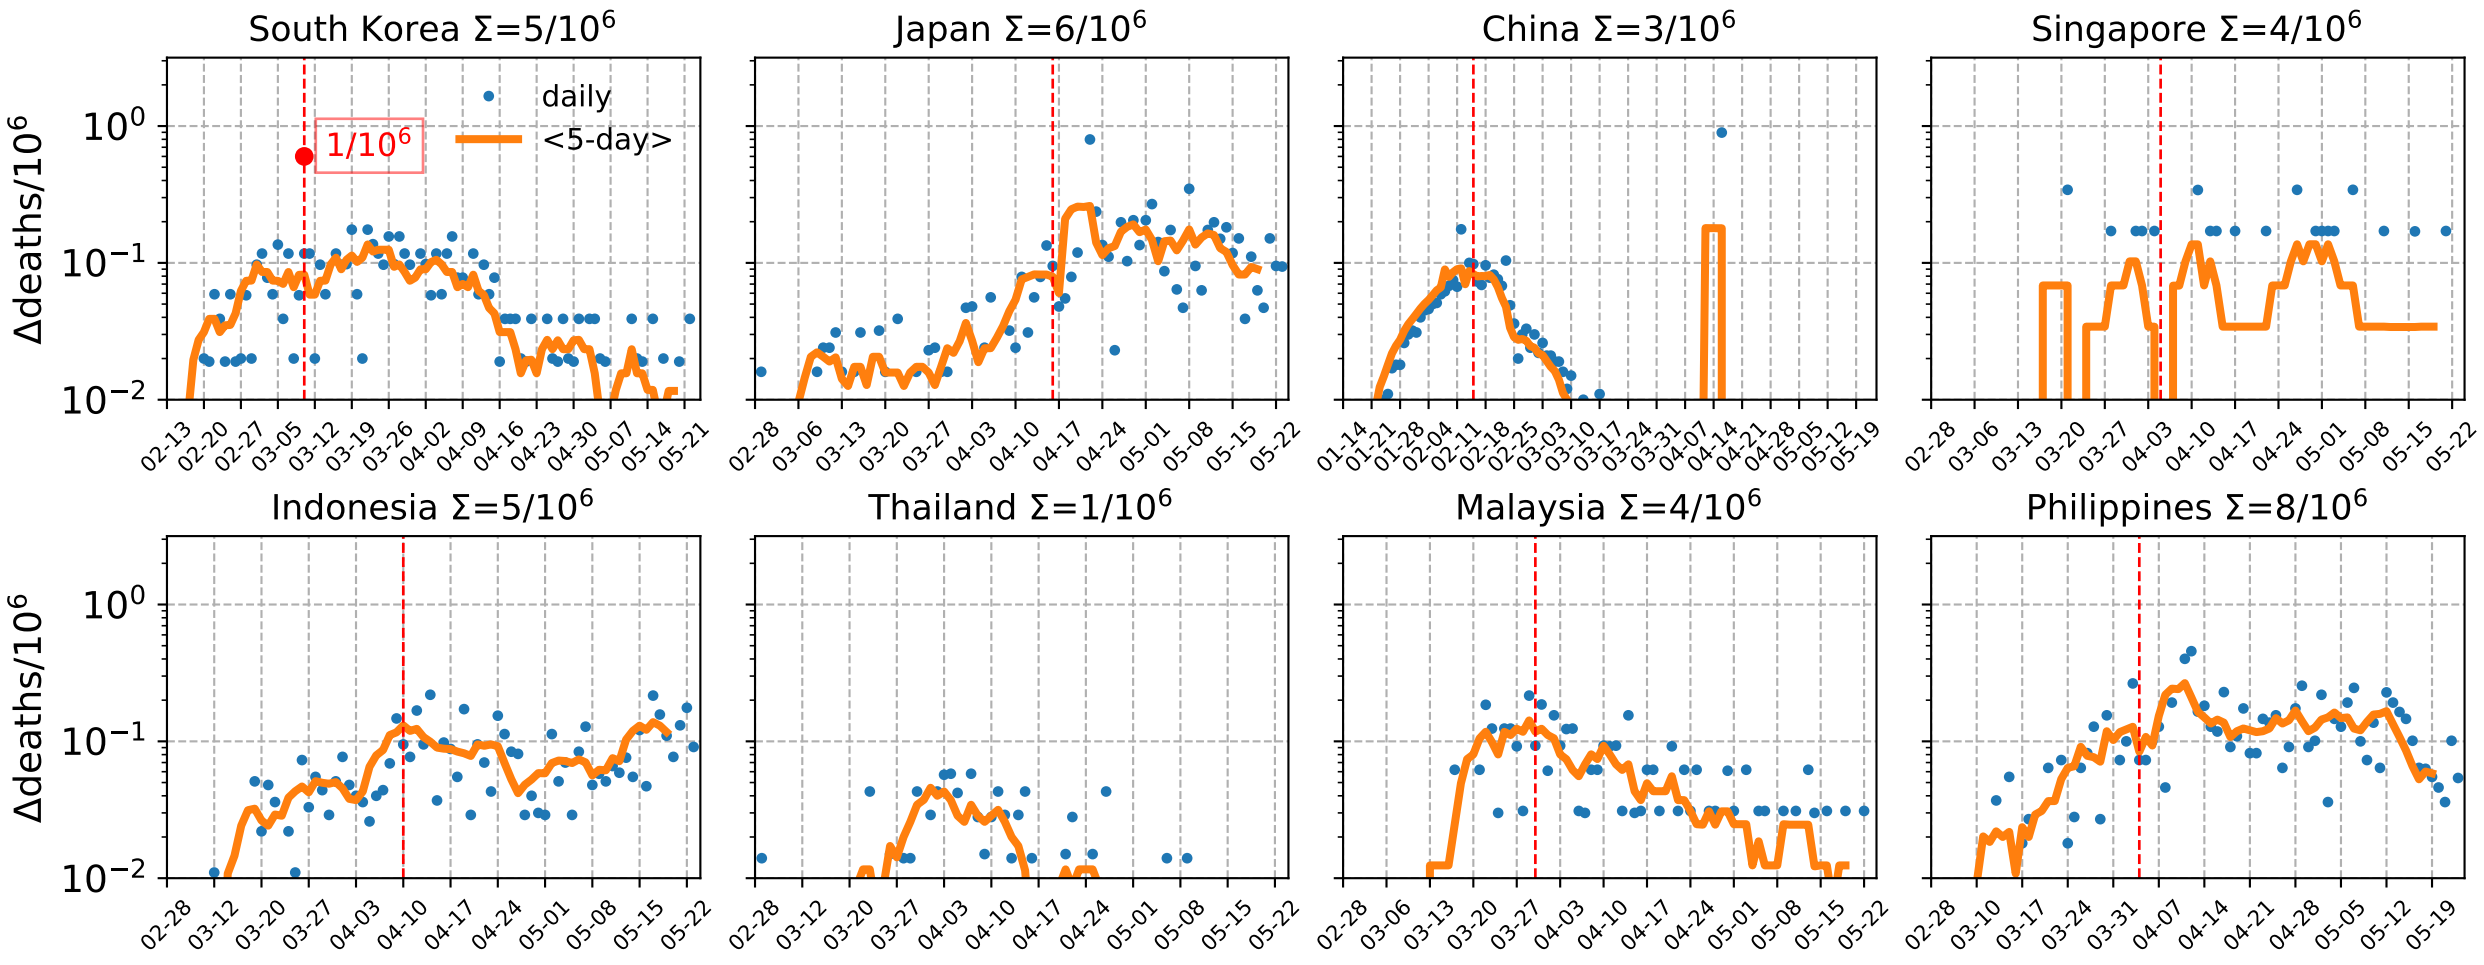 South Korea Σ=5/10⁶
Japan Σ=6/10⁶
China Σ=3/10⁶
Singapore Σ=4/10⁶
Δdeaths/10⁶
10⁰
10⁻¹
10⁻²
1/10⁶
daily
<5-day>
02-13 02-20 02-27 03-05 03-12 03-19 03-26 04-02 04-09 04-16 04-23 04-30 05-07 05-14 05-21
02-28 03-06 03-13 03-20 03-27 04-03 04-10 04-17 04-24 05-01 05-08 05-15 05-22
01-14 01-21 01-28 02-04 02-11 02-18 02-25 03-03 03-10 03-17 03-24 03-31 04-07 04-14 04-21 04-28 05-05 05-12 05-19
02-28 03-06 03-13 03-20 03-27 04-03 04-10 04-17 04-24 05-01 05-08 05-15 05-22
Indonesia Σ=5/10⁶
Thailand Σ=1/10⁶
Malaysia Σ=4/10⁶
Philippines Σ=8/10⁶
Δdeaths/10⁶
10⁰
10⁻¹
10⁻²
02-28 03-12 03-20 03-27 04-03 04-10 04-17 04-24 05-01 05-08 05-15 05-22
02-28 03-12 03-20 03-27 04-03 04-10 04-17 04-24 05-01 05-08 05-15 05-22
02-28 03-06 03-13 03-20 03-27 04-03 04-10 04-17 04-24 05-01 05-08 05-15 05-22
02-28 03-10 03-17 03-24 03-31 04-07 04-14 04-21 04-28 05-05 05-12 05-19